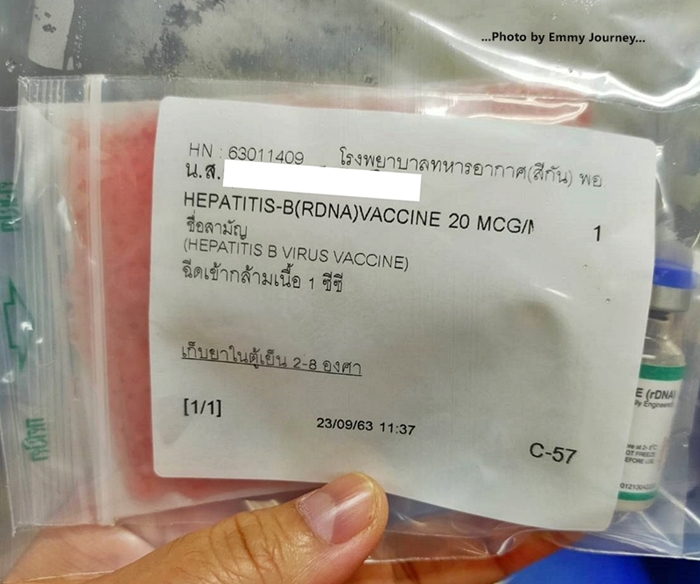 ...Photo by Emmy Journey...
HN : 63011409 โรงพยาบาลทหารอากาศ(สีกัน) พอ
น.ส.
HEPATITIS-B(RDNA)VACCINE 20 MCG/M 1
ชื่อสามัญ
(HEPATITIS B VIRUS VACCINE)
ฉีดเข้ากล้ามเนื้อ 1 ซีซี
เก็บยาในตู้เย็น 2-8 องศา
[1/1]
23/09/63 11:37
C-57
E (rDNA)